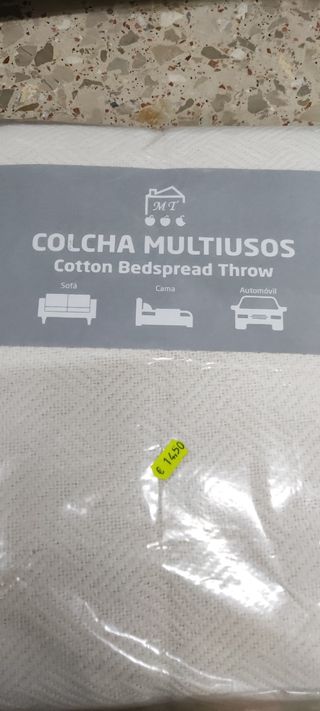 MT
COLCHA MULTIUSOS
Cotton Bedspread Throw
Sofá Cama Automóvil
€ 14,50